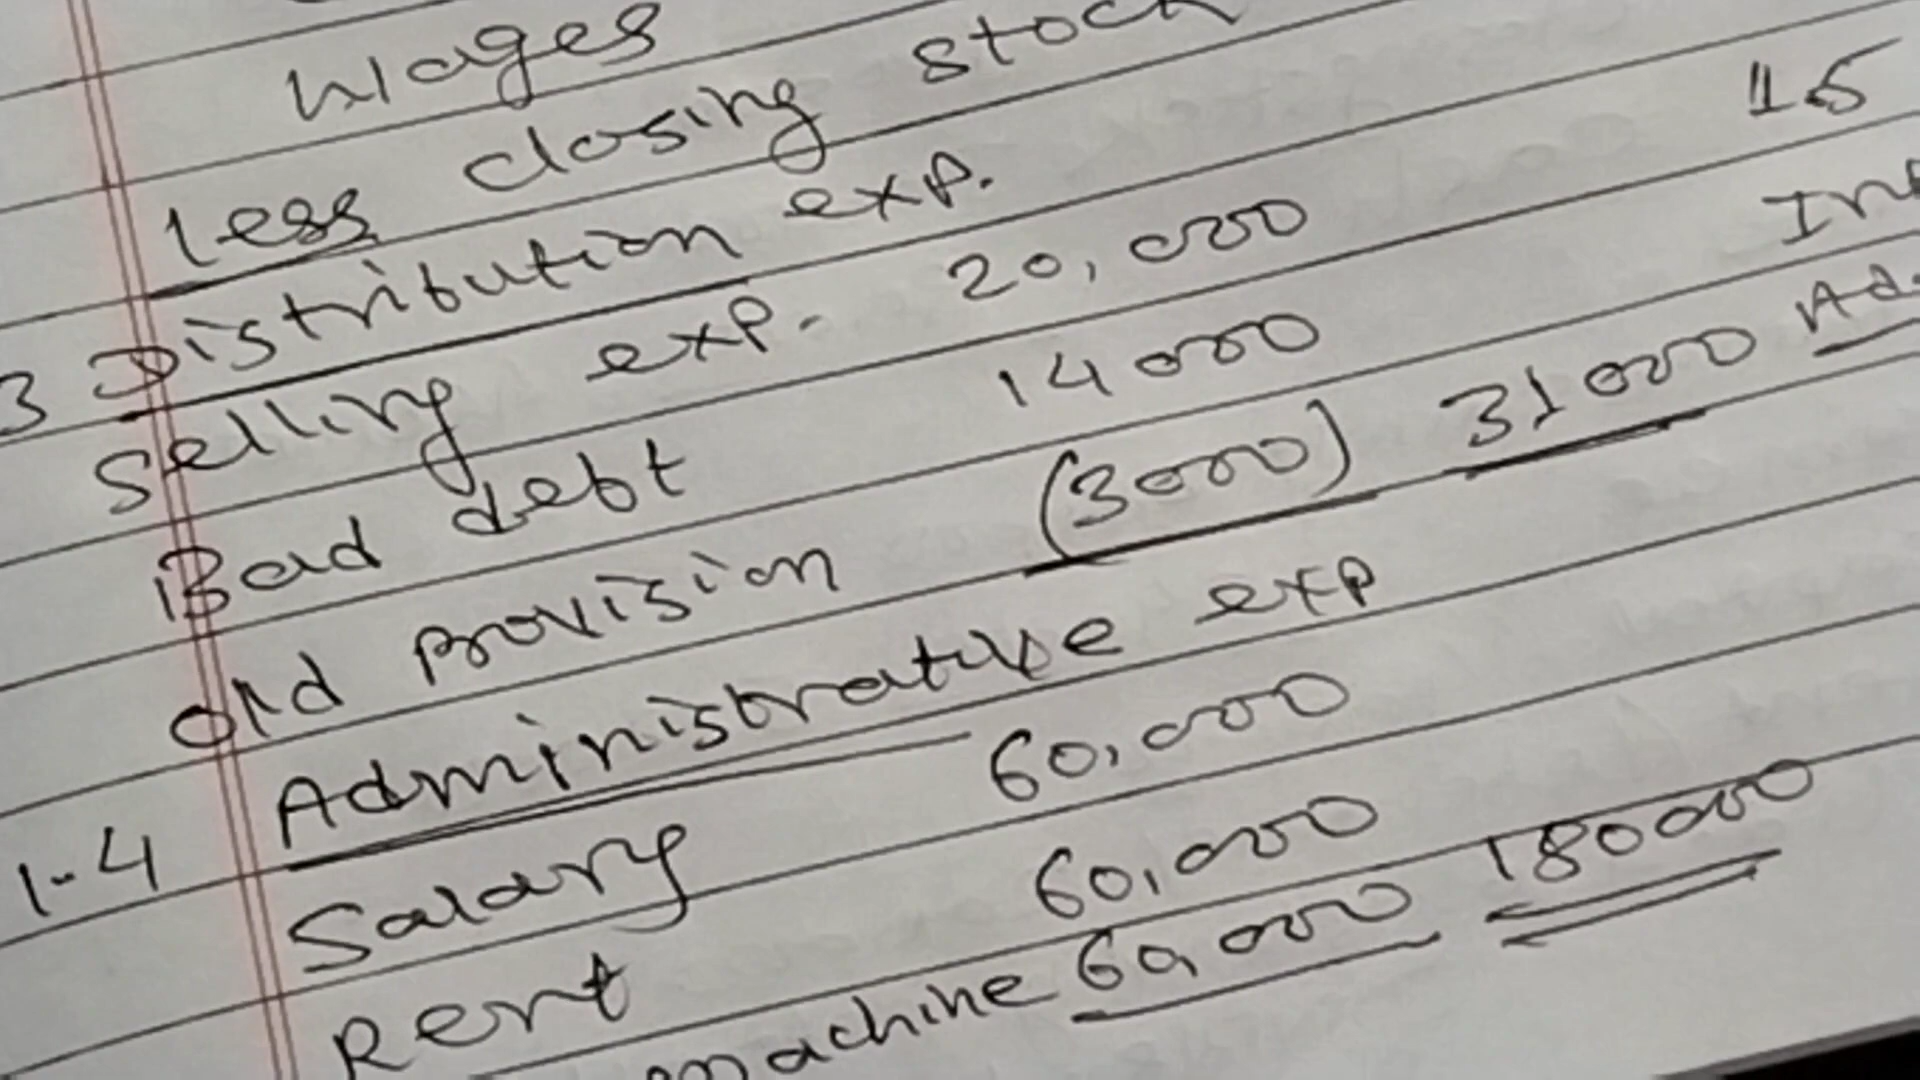 Wages
less closing stock
15
3 Distribution exp.
Selling exp. 20,000
Bad debt 14000
Old provision (3000) 31000 Ad.
1.4 Administrative exp
Salary 60,000
Rent 60,000
machine 60,000 180000